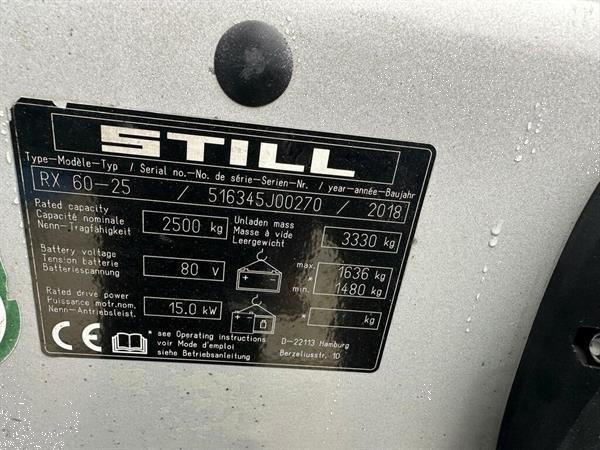 STILL
Type-Modèle-Typ / Serial no.-No. de série-Serien-Nr. / year-année-Baujahr
RX 60-25 / 516345J00270 / 2018
Rated capacity
Capacité nominale
Nenn-Tragfähigkeit
2500 kg
Unladen mass
Masse à vide
Leergewicht
3330 kg
Battery voltage
Tension batterie
Batteriespannung
80 V
max. 1636 kg
*
min. 1480 kg
Rated drive power
Puissance motr.nom.
Nenn-Antriebsleist.
15.0 kW
* kg
CE
* see Operating instructions
voir Mode d'emploi
siehe Betriebsanleitung
D-22113 Hamburg
Berzeliusstr. 10